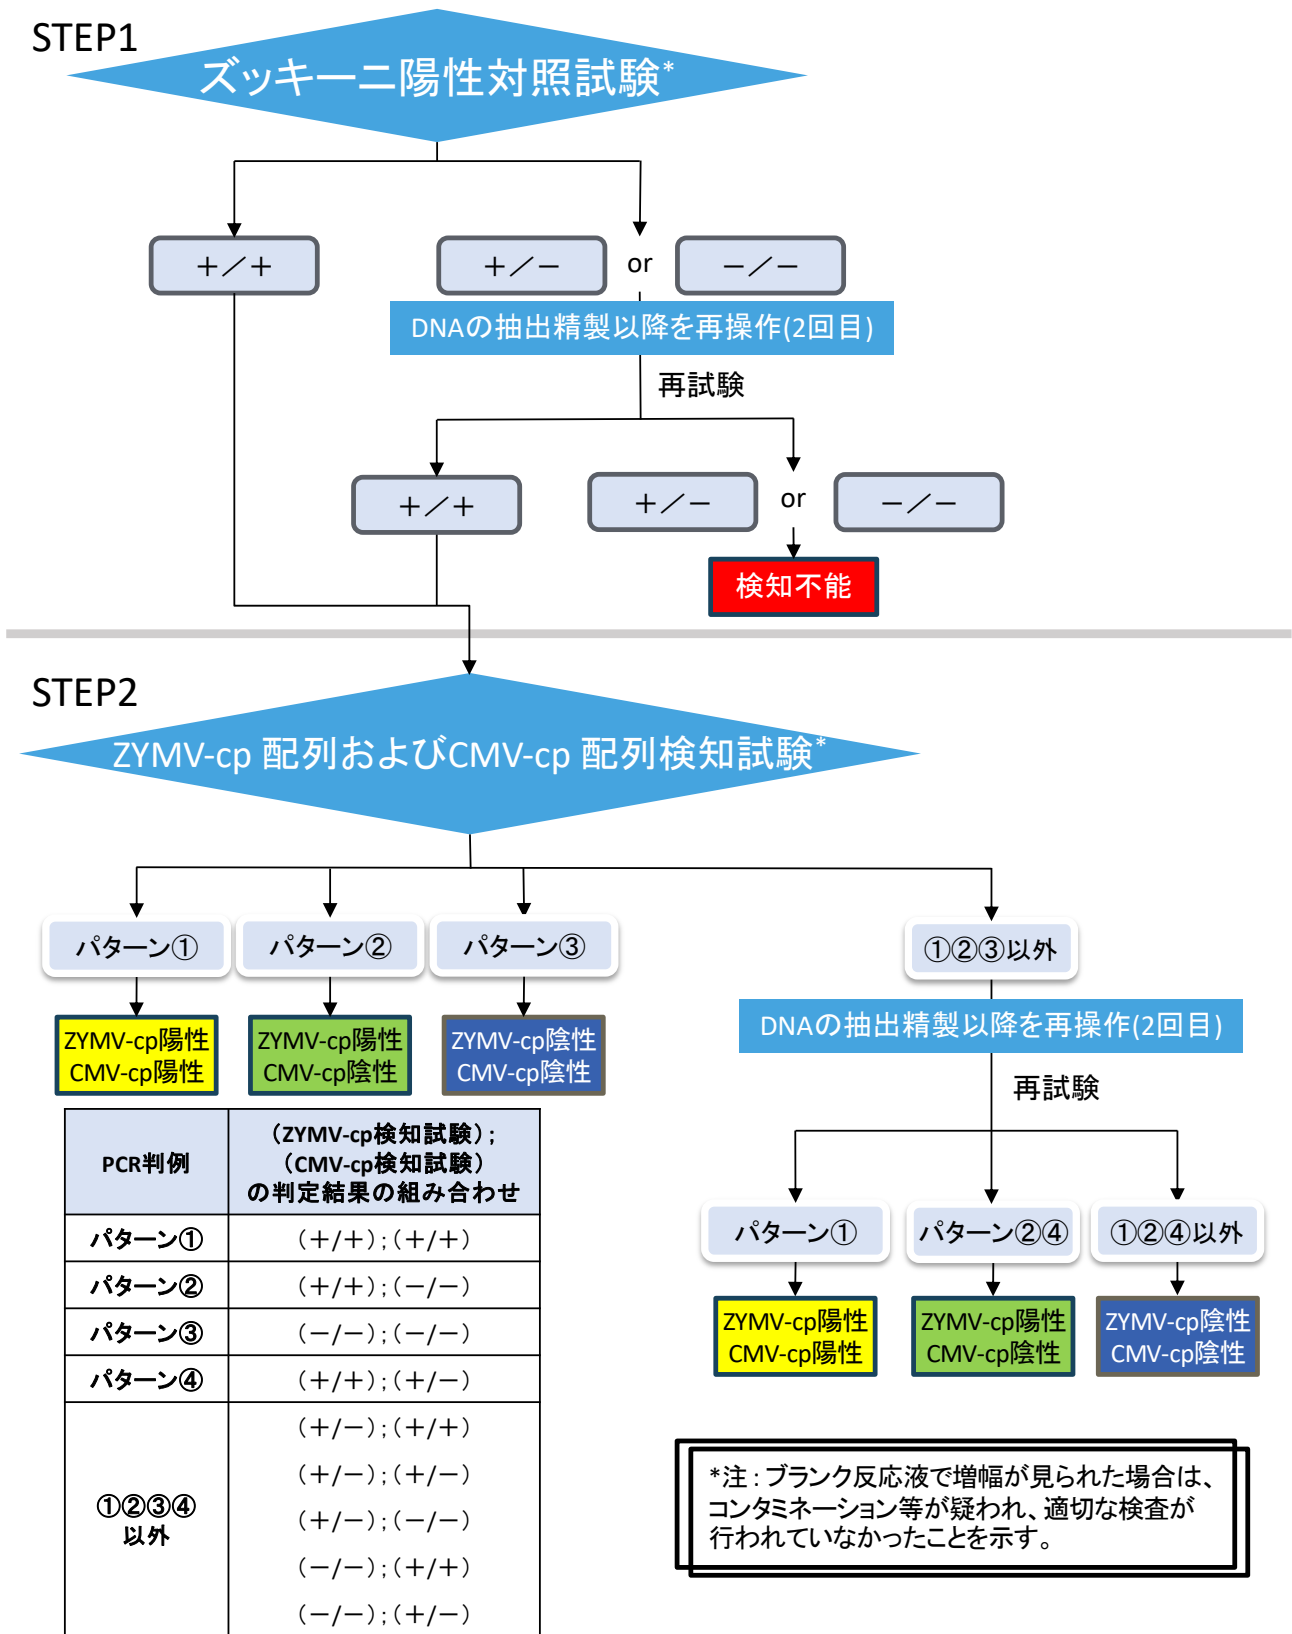 STEP1
ズッキーニ陽性対照試験*
＋／＋
＋／－
or
－／－
DNAの抽出精製以降を再操作(2回目)
再試験
＋／＋
＋／－
or
－／－
検知不能
STEP2
ZYMV-cp 配列およびCMV-cp 配列検知試験*
パターン①
パターン②
パターン③
①②③以外
ZYMV-cp陽性
CMV-cp陽性
ZYMV-cp陽性
CMV-cp陰性
ZYMV-cp陰性
CMV-cp陰性
DNAの抽出精製以降を再操作(2回目)
再試験
パターン①
パターン②④
①②④以外
ZYMV-cp陽性
CMV-cp陽性
ZYMV-cp陽性
CMV-cp陰性
ZYMV-cp陰性
CMV-cp陰性
PCR判例
（ZYMV-cp検知試験）；
（CMV-cp検知試験）
の判定結果の組み合わせ
パターン①
（＋/＋）；（＋/＋）
パターン②
（＋/＋）；（－/－）
パターン③
（－/－）；（－/－）
パターン④
（＋/＋）；（＋/－）
①②③④
以外
（＋/－）；（＋/＋）
（＋/－）；（＋/－）
（＋/－）；（－/－）
（－/－）；（＋/＋）
（－/－）；（＋/－）
*注：ブランク反応液で増幅が見られた場合は、
コンタミネーション等が疑われ、適切な検査が
行われていなかったことを示す。